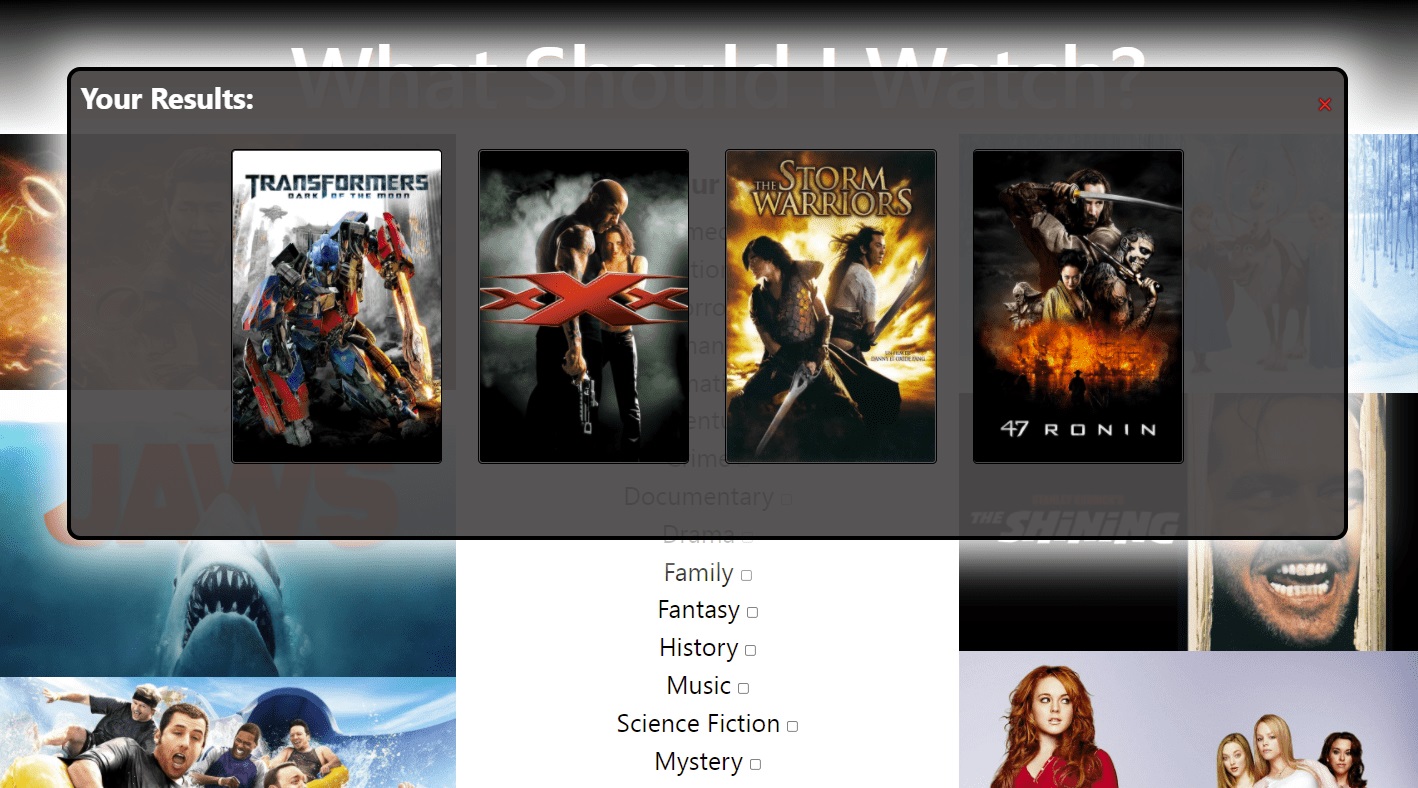 What Should I Watch?
Your Results:
TRANSFORMERS
DARK OF THE MOON
xXx
THE STORM
WARRIORS
47 RONIN
JAWS
THE SHiNiNG
Crime
Documentary
Drama
Family
Fantasy
History
Music
Science Fiction
Mystery